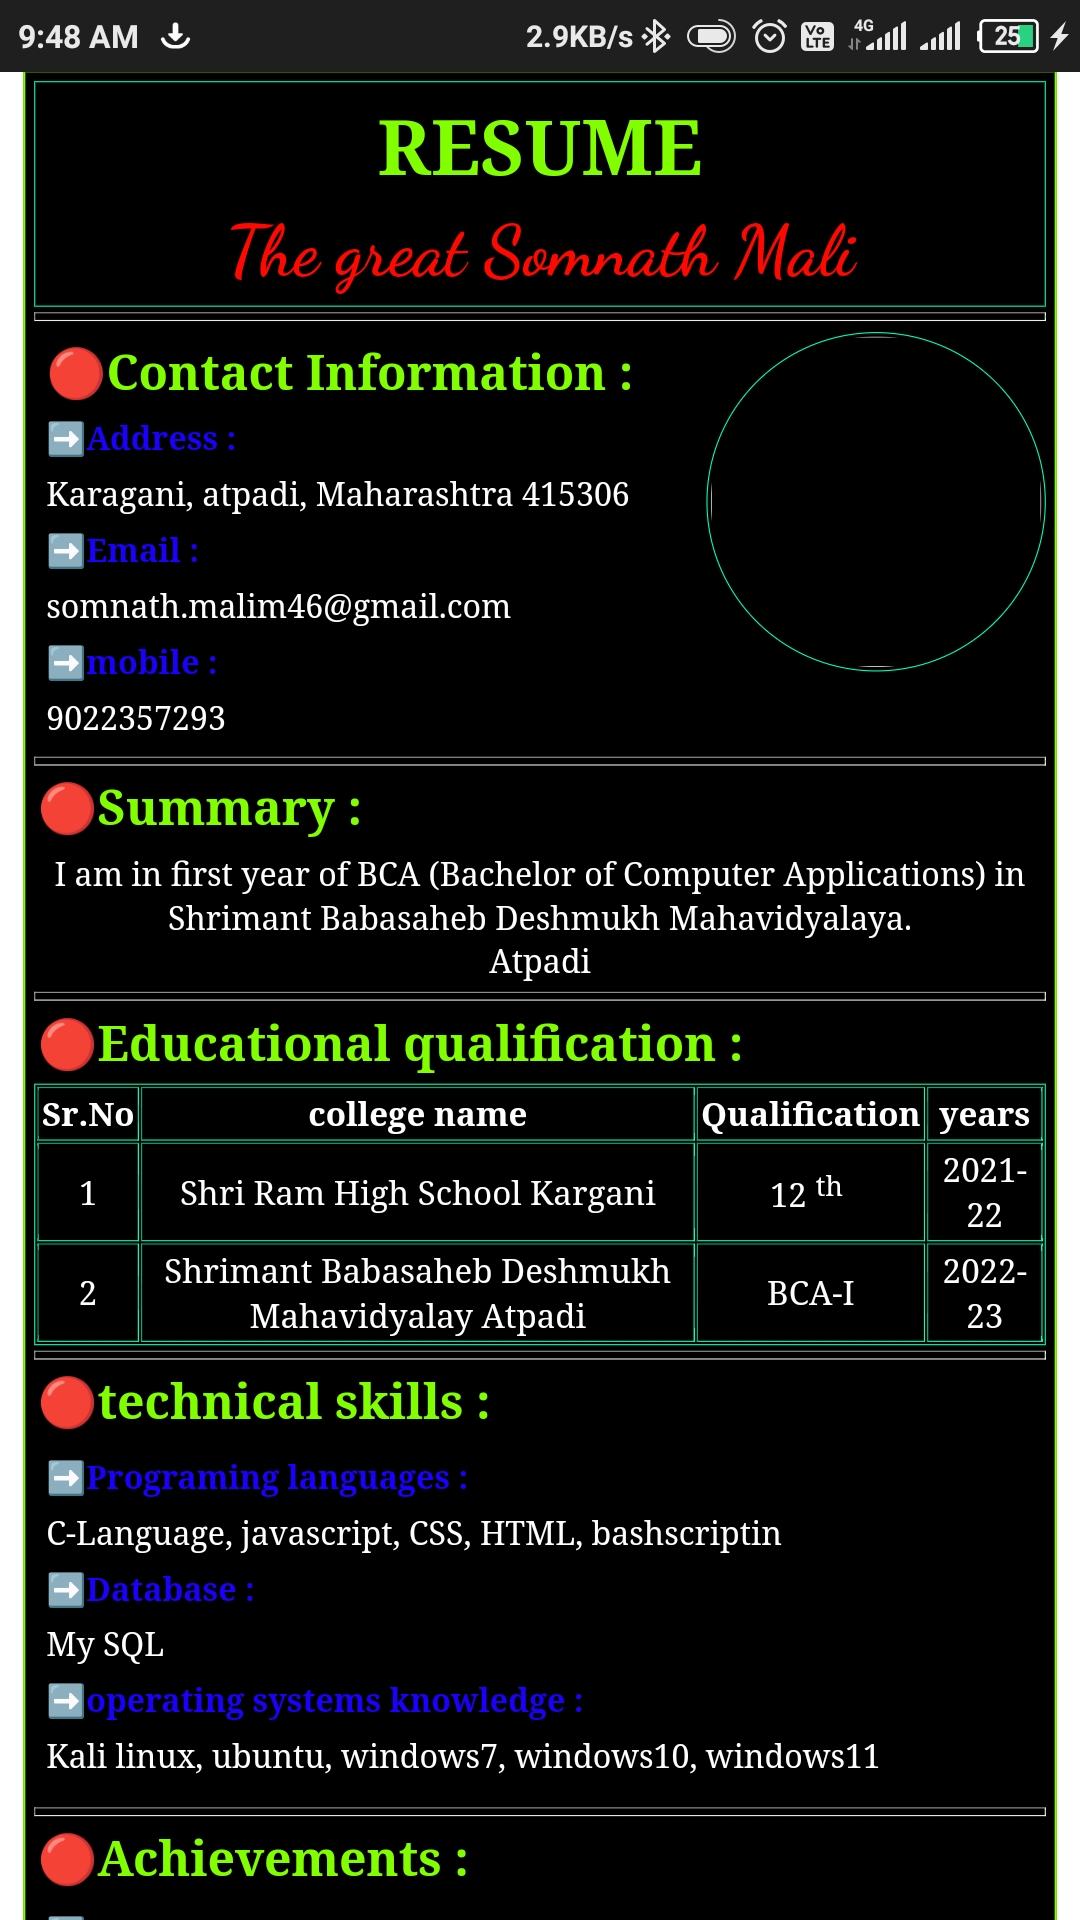 9:48 AM 2.9KB/s Vo LTE 4G 25
RESUME
The great Somnath Mali
🔴Contact Information :
➡️Address :
Karagani, atpadi, Maharashtra 415306
➡️Email :
somnath.malim46@gmail.com
➡️mobile :
9022357293
🔴Summary :
I am in first year of BCA (Bachelor of Computer Applications) in
Shrimant Babasaheb Deshmukh Mahavidyalaya.
Atpadi
🔴Educational qualification :
Sr.No college name Qualification years
1 Shri Ram High School Kargani 12 th 2021-
22
2 Shrimant Babasaheb Deshmukh
Mahavidyalay Atpadi BCA-I 2022-
23
🔴technical skills :
➡️Programing languages :
C-Language, javascript, CSS, HTML, bashscriptin
➡️Database :
My SQL
➡️operating systems knowledge :
Kali linux, ubuntu, windows7, windows10, windows11
🔴Achievements :